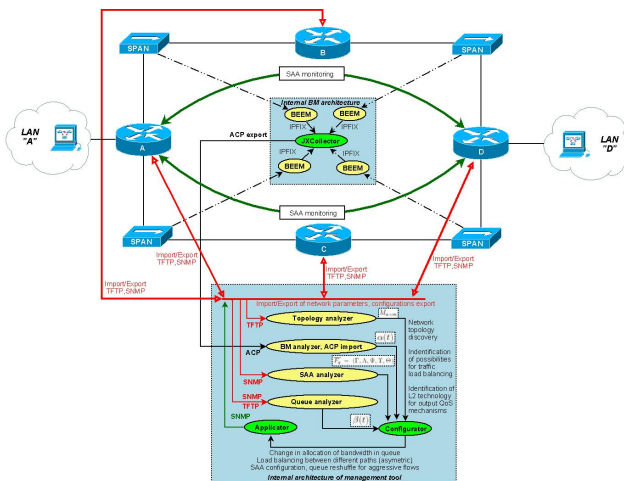 B
SPAN
SPAN
SAA monitoring
Internal BM architecture
BEEM
BEEM
IPFIX
IPFIX
JXCollector
IPFIX
IPFIX
BEEM
BEEM
LAN
"A"
A
ACP export
D
LAN
"D"
SAA monitoring
SPAN
SPAN
C
Import/Export
TFTP,SNMP
Import/Export
TFTP,SNMP
Import/Export
TFTP,SNMP
Import/Export
TFTP,SNMP
Import/Export of network parameters, configurations export
TFTP
Topology analyzer
Network
topology
discovery
ACP
BM analyzer, ACP import
α(t)
Indentification
of possibilities
for traffic
load balancing
SNMP
SAA analyzer
Identification of
L2 technology
for output QoS
mechanisms
SNMP
TFTP
Queue analyzer
β(t)
SNMP
Applicator
Configurator
Change in allocation of bandwidth in queue
Load balancing between different paths (asymetric)
SAA configuration, queue reshuffle for aggressive flows
Internal architecture of management tool